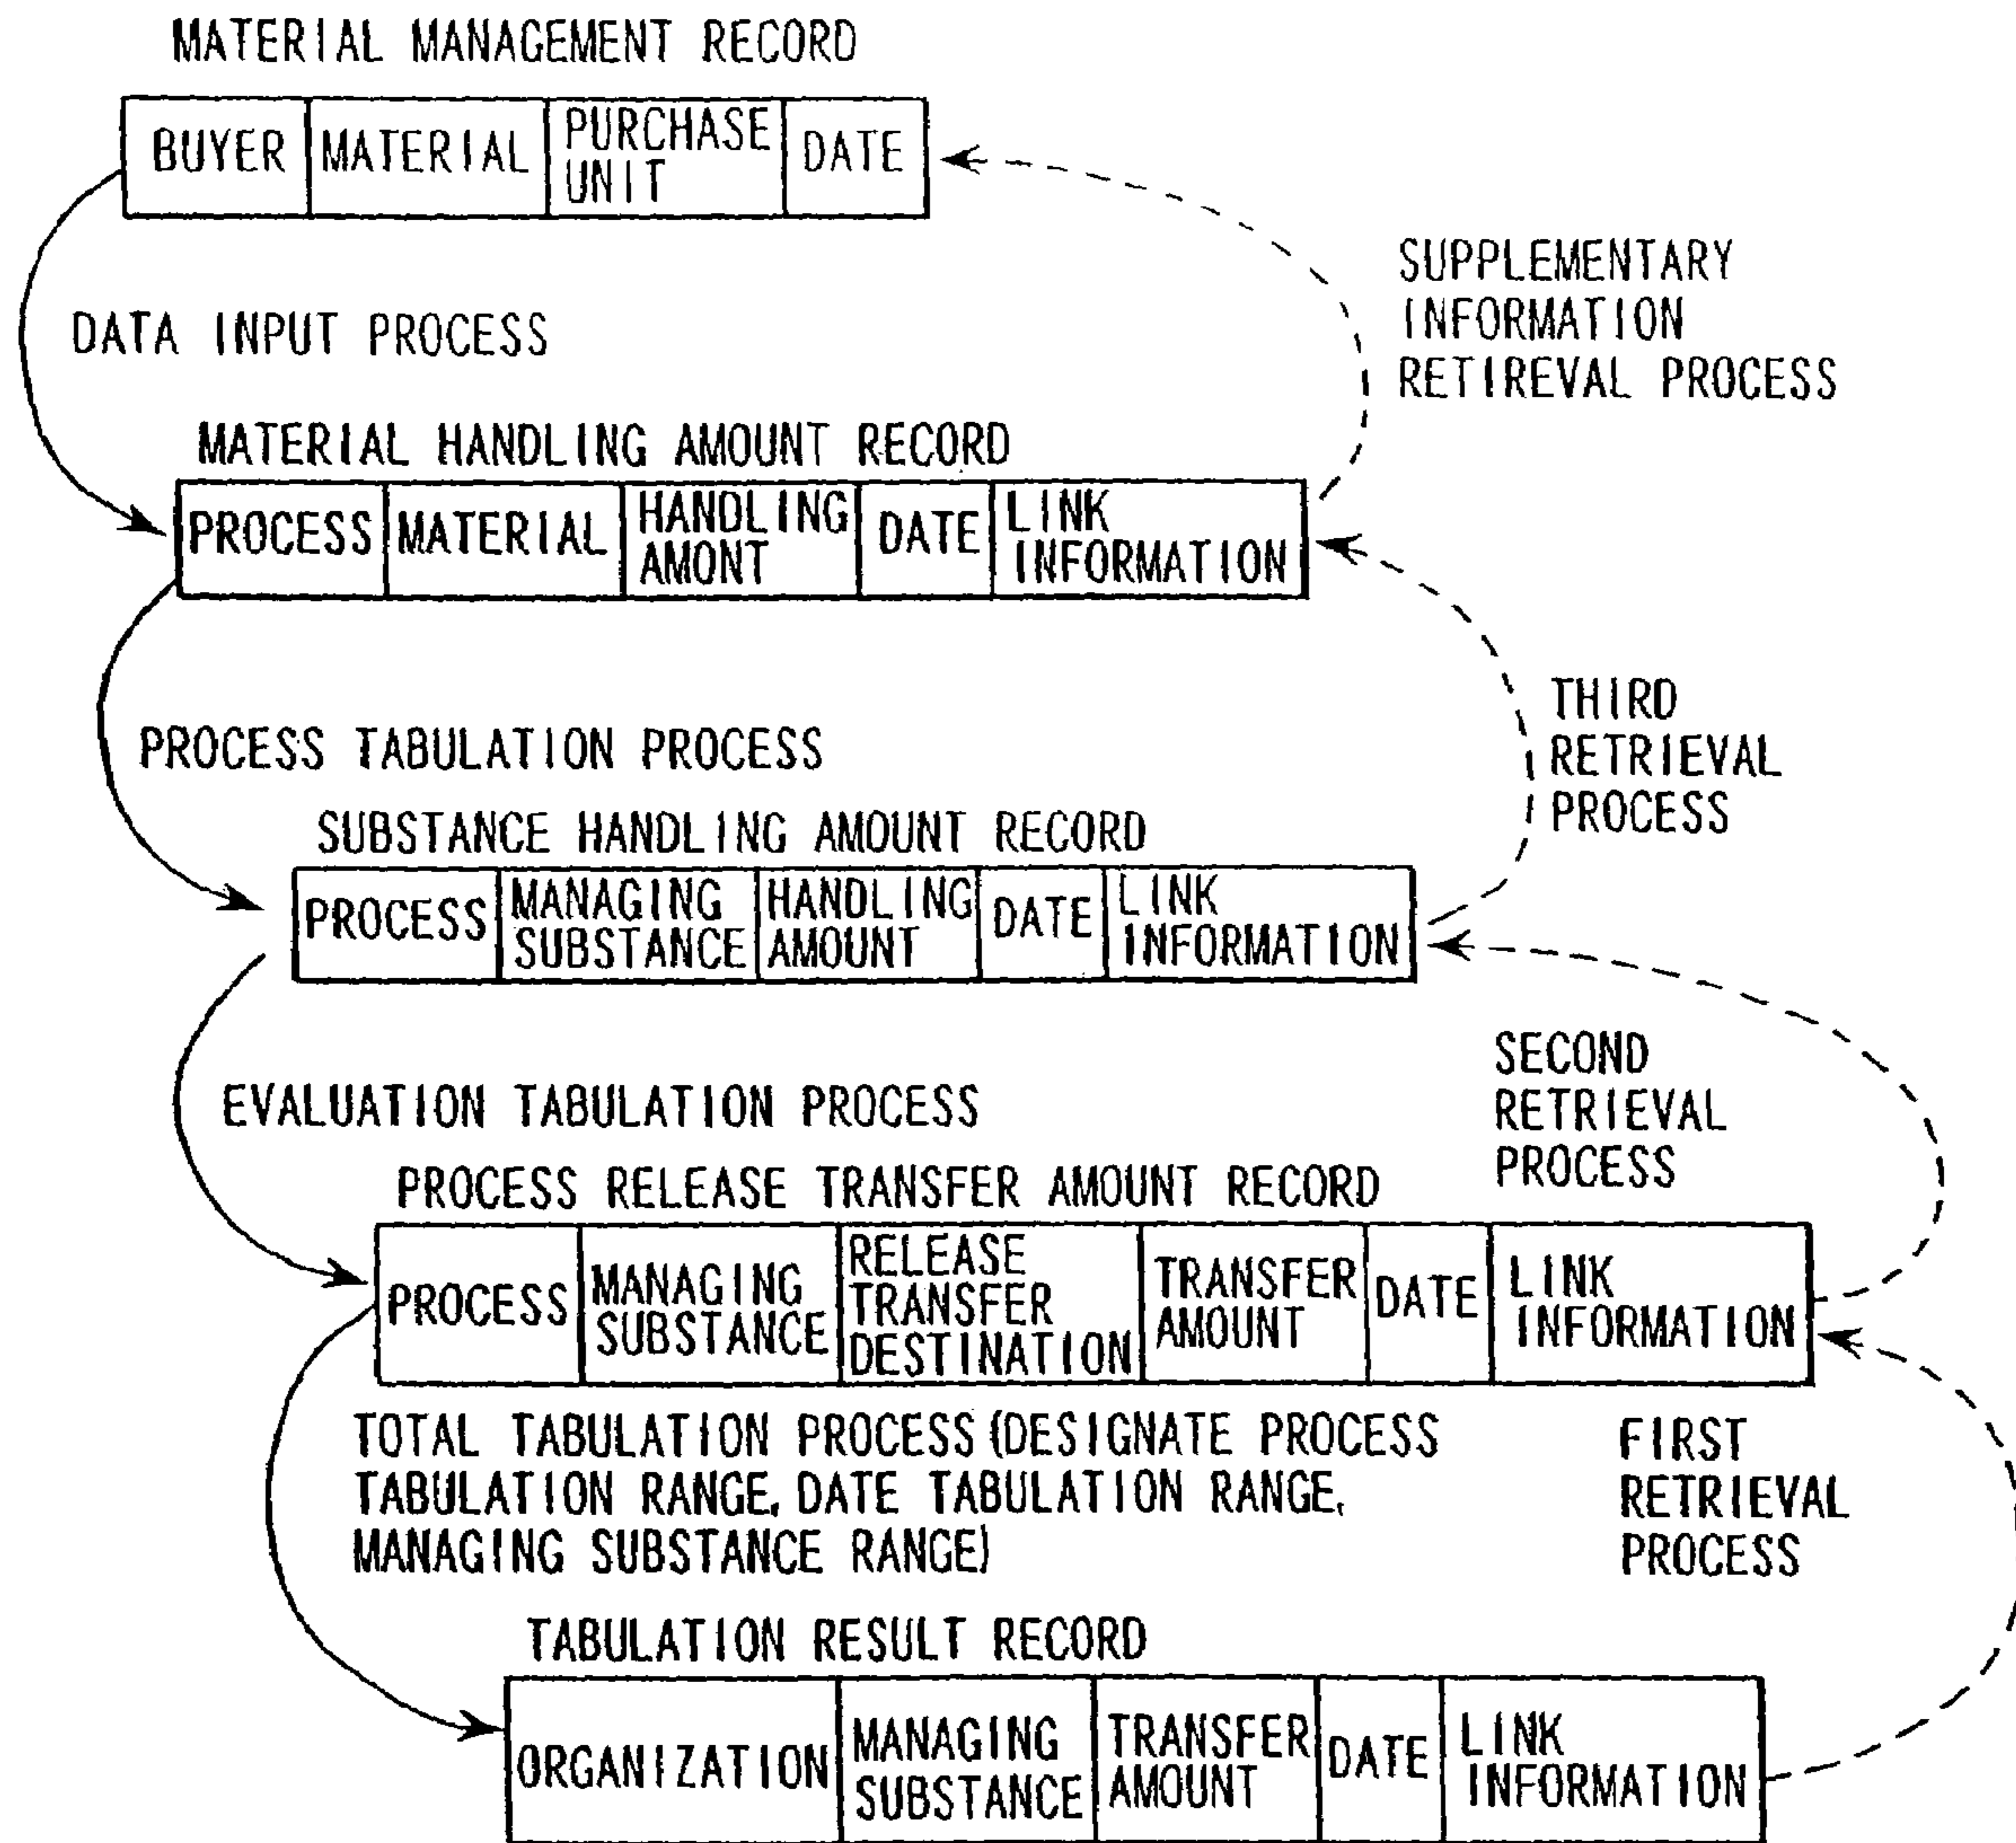 MATERIAL MANAGEMENT RECORD
BUYER
MATERIAL
PURCHASE
UNIT
DATE
SUPPLEMENTARY
INFORMATION
RETIREVAL PROCESS
DATA INPUT PROCESS
MATERIAL HANDLING AMOUNT RECORD
PROCESS
MATERIAL
HANDLING
AMONT
DATE
LINK
INFORMATION
THIRD
RETRIEVAL
PROCESS
PROCESS TABULATION PROCESS
SUBSTANCE HANDLING AMOUNT RECORD
PROCESS
MANAGING
SUBSTANCE
HANDLING
AMOUNT
DATE
LINK
INFORMATION
SECOND
RETRIEVAL
PROCESS
EVALUATION TABULATION PROCESS
PROCESS RELEASE TRANSFER AMOUNT RECORD
PROCESS
MANAGING
SUBSTANCE
RELEASE
TRANSFER
DESTINATION
TRANSFER
AMOUNT
DATE
LINK
INFORMATION
TOTAL TABULATION PROCESS (DESIGNATE PROCESS
TABULATION RANGE, DATE TABULATION RANGE,
MANAGING SUBSTANCE RANGE)
FIRST
RETRIEVAL
PROCESS
TABULATION RESULT RECORD
ORGANIZATION
MANAGING
SUBSTANCE
TRANSFER
AMOUNT
DATE
LINK
INFORMATION